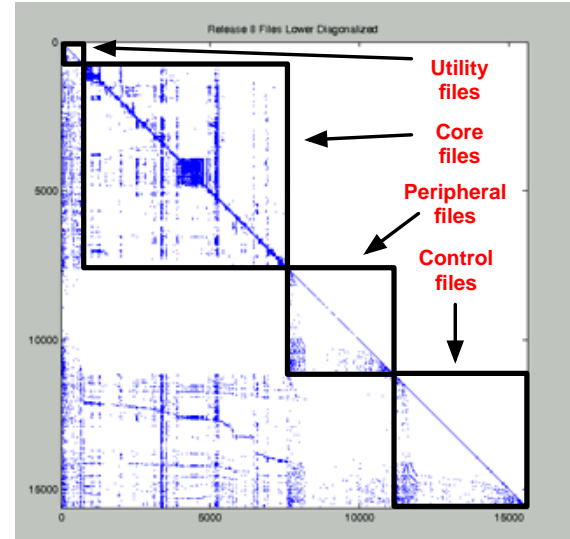 Release 8 Files Lower Diagonalized
0
Utility
files
Core
files
5000
Peripheral
files
Control
files
10000
15000
0
5000
10000
15000